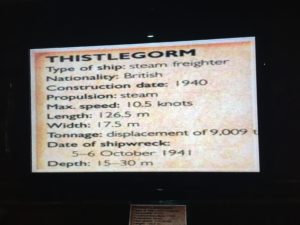 THISTLEGORM
Type of ship: steam freighter
Nationality: British
Construction date: 1940
Propulsion: steam
Max. speed: 10.5 knots
Length: 126.5 m
Width: 17.5 m
Tonnage: displacement of 9,009 t
Date of shipwreck:
5–6 October 1941
Depth: 15–30 m